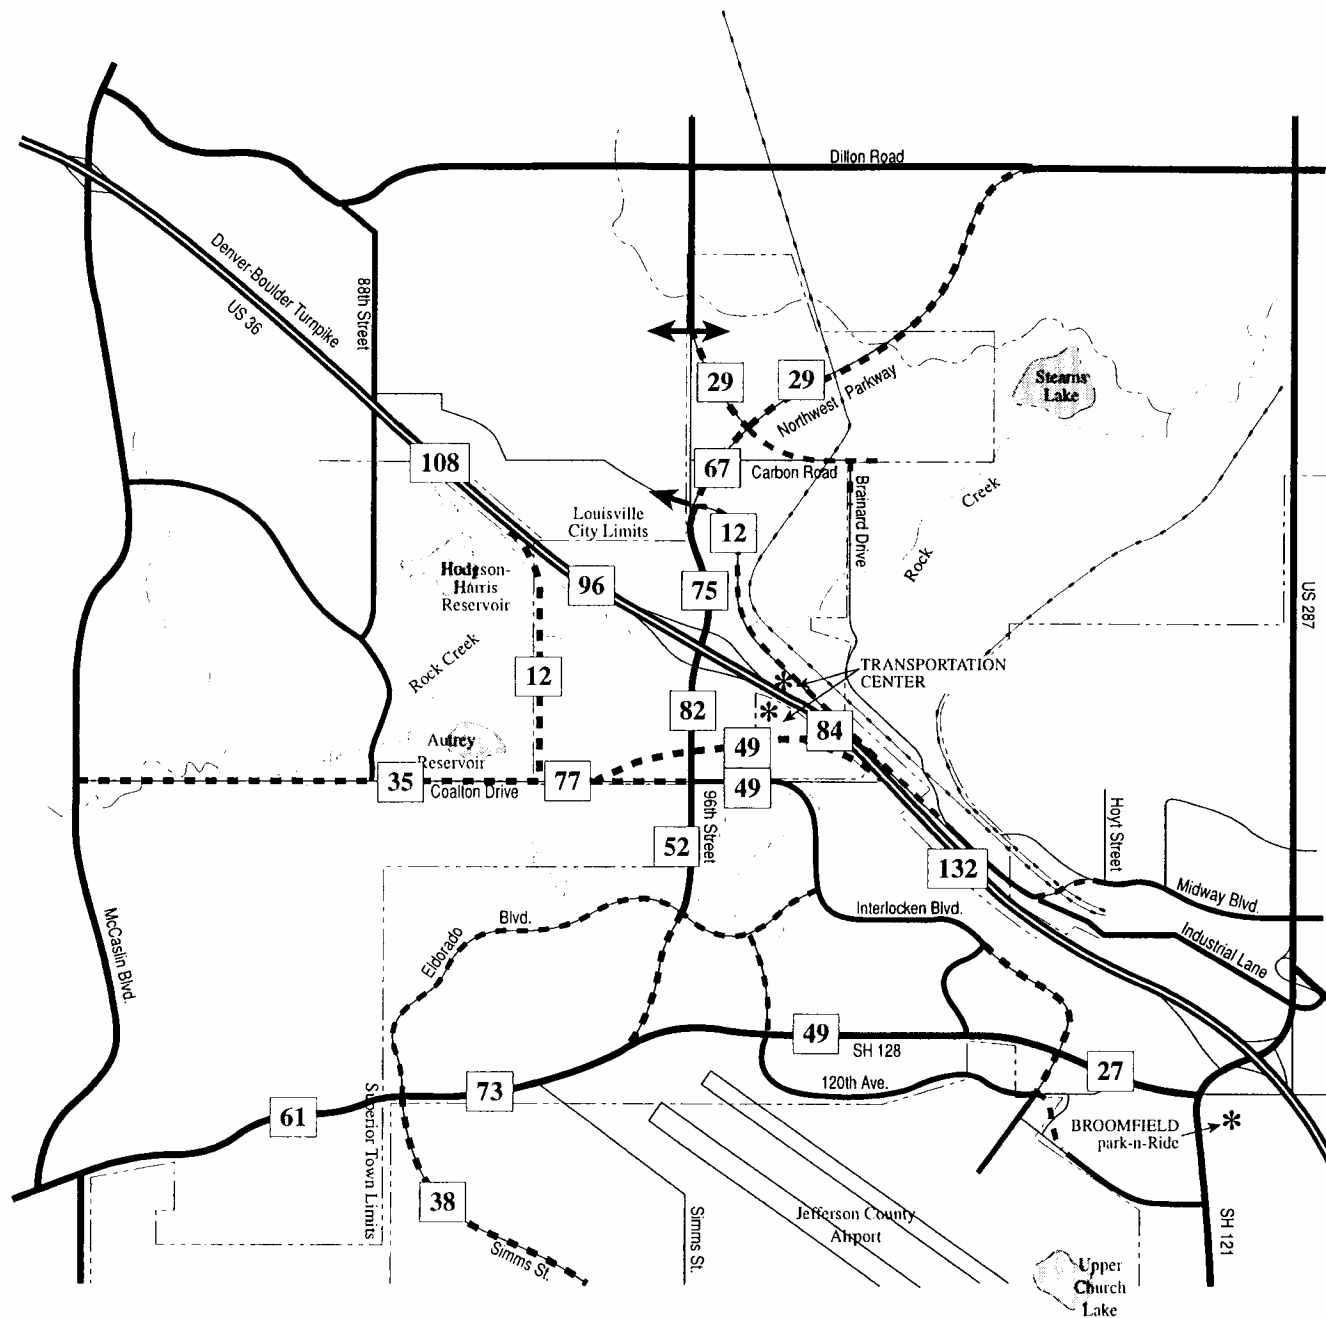 Dillon Road
Denver-Boulder Turnpike
US 36
88th Street
29
29
Northwest Parkway
Stearns
Lake
108
67
Carbon Road
Brainard Drive
Creek
Rock
Louisville
City Limits
12
Hodgson-
Harris
Reservoir
96
75
US 287
Rock Creek
12
TRANSPORTATION
CENTER
82
84
Autrey
Reservoir
49
35
77
49
Coalton Drive
96th Street
52
132
Hoyt Street
Midway Blvd.
McCaslin Blvd.
Eldorado
Blvd.
Interlocken Blvd.
Industrial Lane
49
SH 128
27
73
120th Ave.
61
Superior Town Limits
BROOMFIELD
park-n-Ride
38
Simms St.
Simms St.
Jefferson County
Airport
SH 121
Upper
Church
Lake